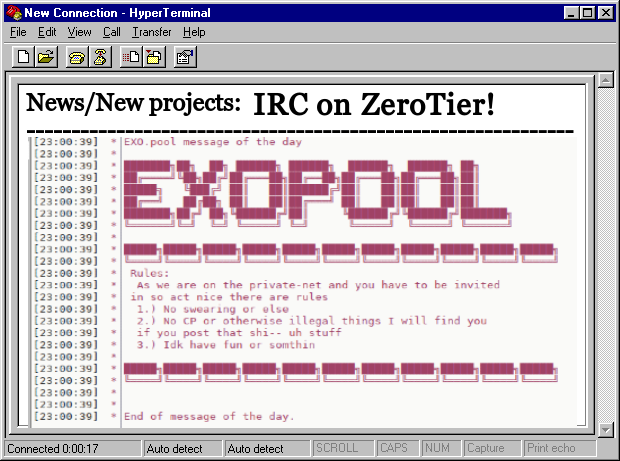 New Connection - HyperTerminal
File Edit View Call Transfer Help
News/New projects: IRC on ZeroTier!
[23:00:39] * EXO.pool message of the day
[23:00:39] *
[23:00:39] *
[23:00:39] *
[23:00:39] * EXOPOOL
[23:00:39] *
[23:00:39] *
[23:00:39] *
[23:00:39] *
[23:00:39] *
[23:00:39] *
[23:00:39] * Rules:
[23:00:39] * As we are on the private-net and you have to be invited
[23:00:39] * in so act nice there are rules
[23:00:39] * 1.) No swearing or else
[23:00:39] * 2.) No CP or otherwise illegal things I will find you
[23:00:39] * if you post that shi-- uh stuff
[23:00:39] * 3.) Idk have fun or somthin
[23:00:39] *
[23:00:39] *
[23:00:39] *
[23:00:39] *
[23:00:39] * End of message of the day.
Connected 0:00:17 Auto detect Auto detect SCROLL CAPS NUM Capture Print echo